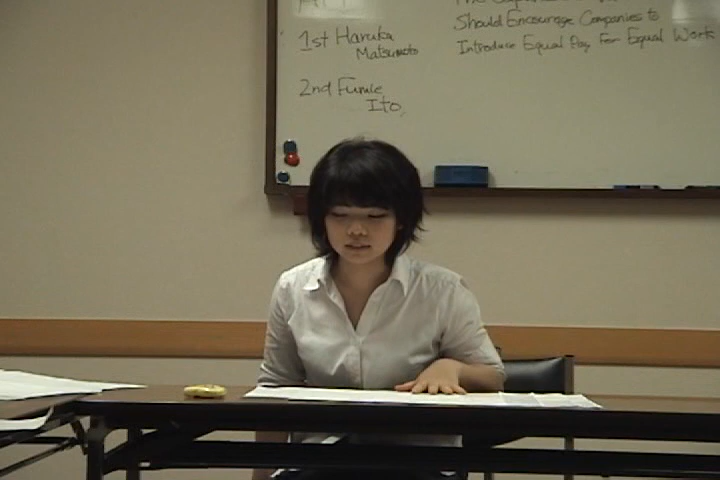 1st Haruka
Matsumoto
2nd Fumie
Ito
Should Encourage Companies to
Introduce Equal Pay For Equal Work